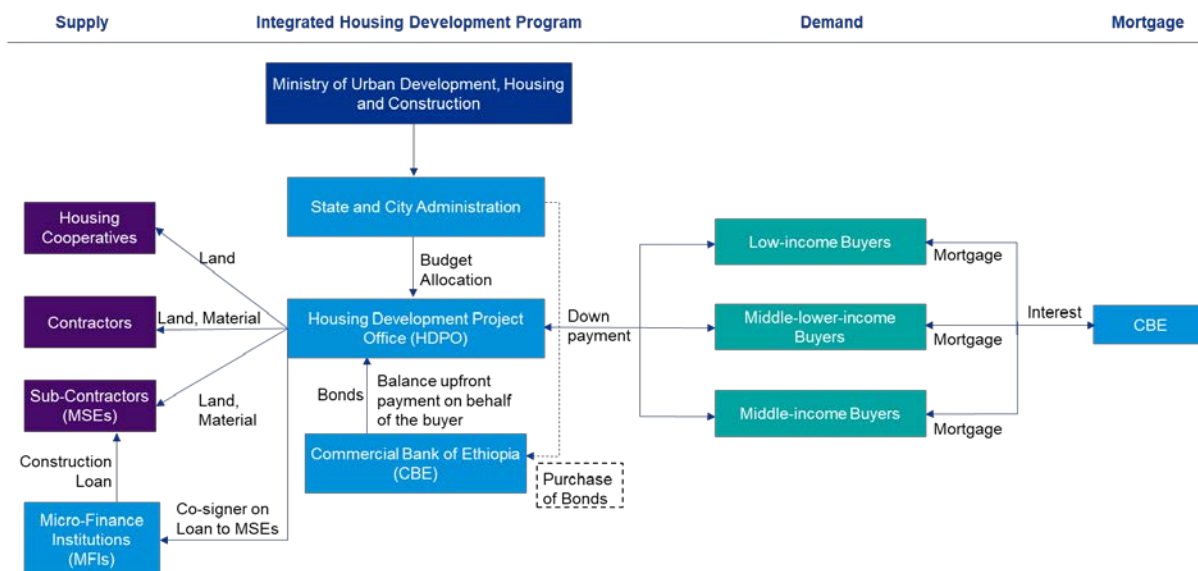 Supply
Integrated Housing Development Program
Demand
Mortgage
Ministry of Urban Development, Housing
and Construction
State and City Administration
Housing
Cooperatives
Low-income Buyers
Land
Budget
Allocation
Mortgage
Contractors
Land, Material
Housing Development Project
Office (HDPO)
Down
payment
Middle-lower-income
Buyers
Mortgage
Interest
CBE
Sub-Contractors
(MSEs)
Land,
Material
Bonds
Balance upfront
payment on behalf
of the buyer
Middle-income Buyers
Mortgage
Construction
Loan
Commercial Bank of Ethiopia
(CBE)
Purchase
of Bonds
Micro-Finance
Institutions
(MFIs)
Co-signer on
Loan to MSEs